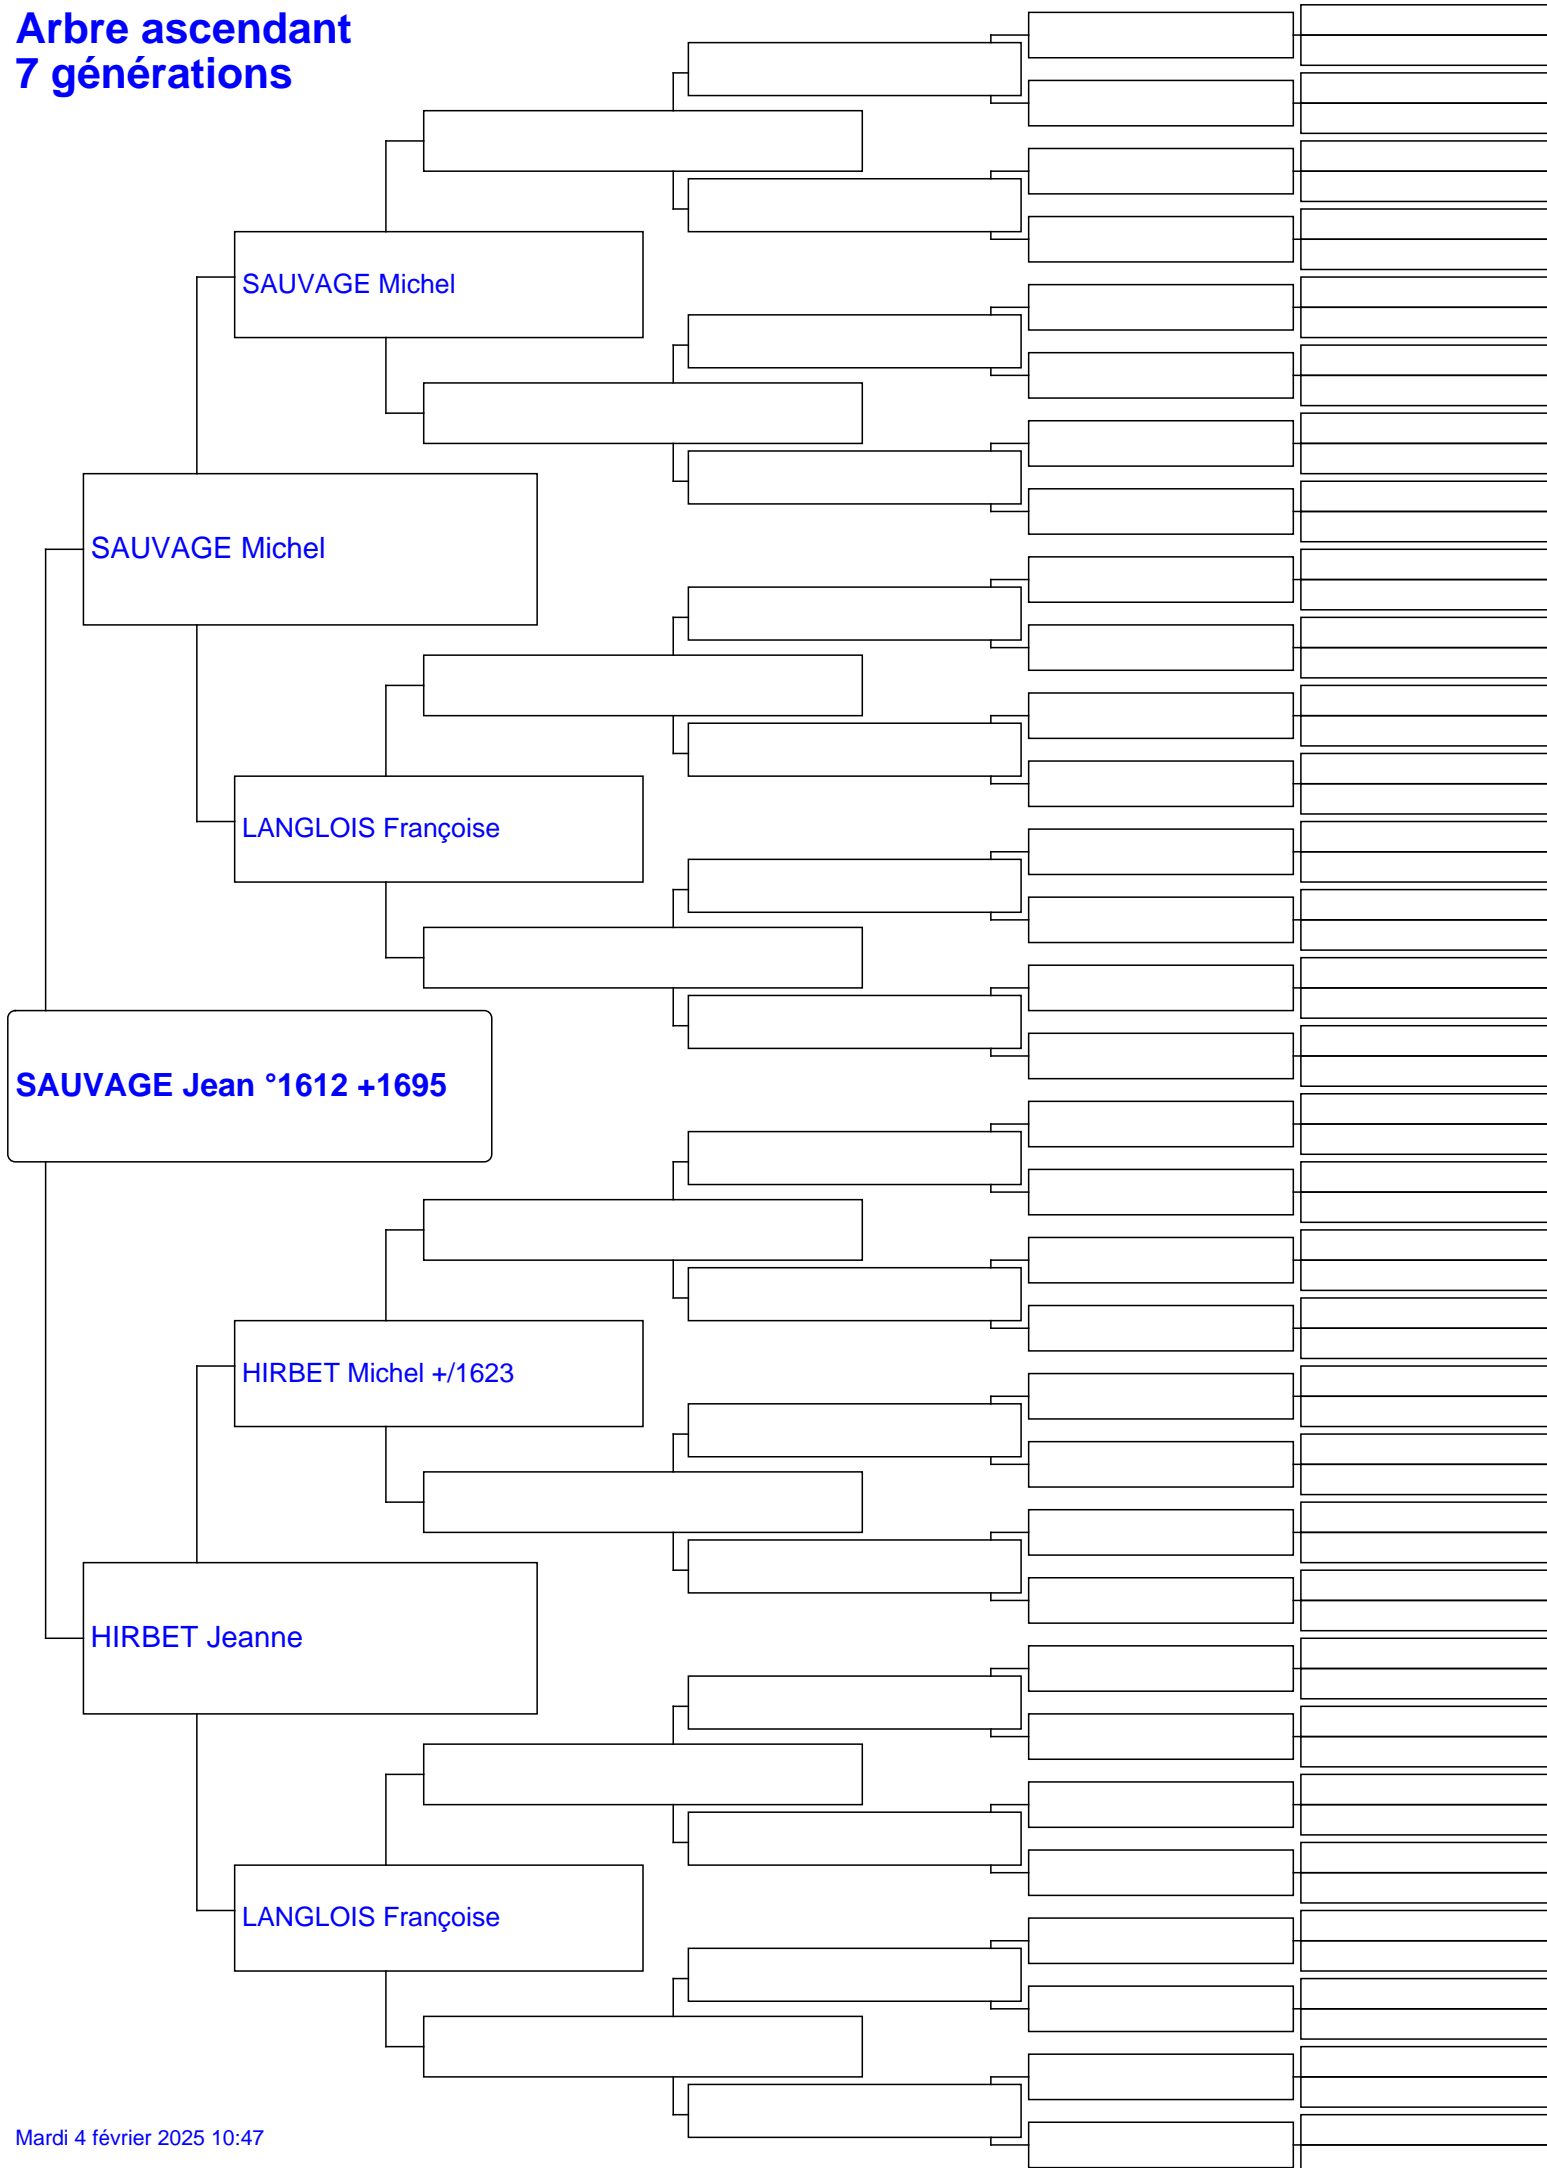 Arbre ascendant
7 générations
SAUVAGE Michel
SAUVAGE Michel
LANGLOIS Françoise
SAUVAGE Jean °1612 +1695
HIRBET Michel +/1623
HIRBET Jeanne
LANGLOIS Françoise
Mardi 4 février 2025 10:47